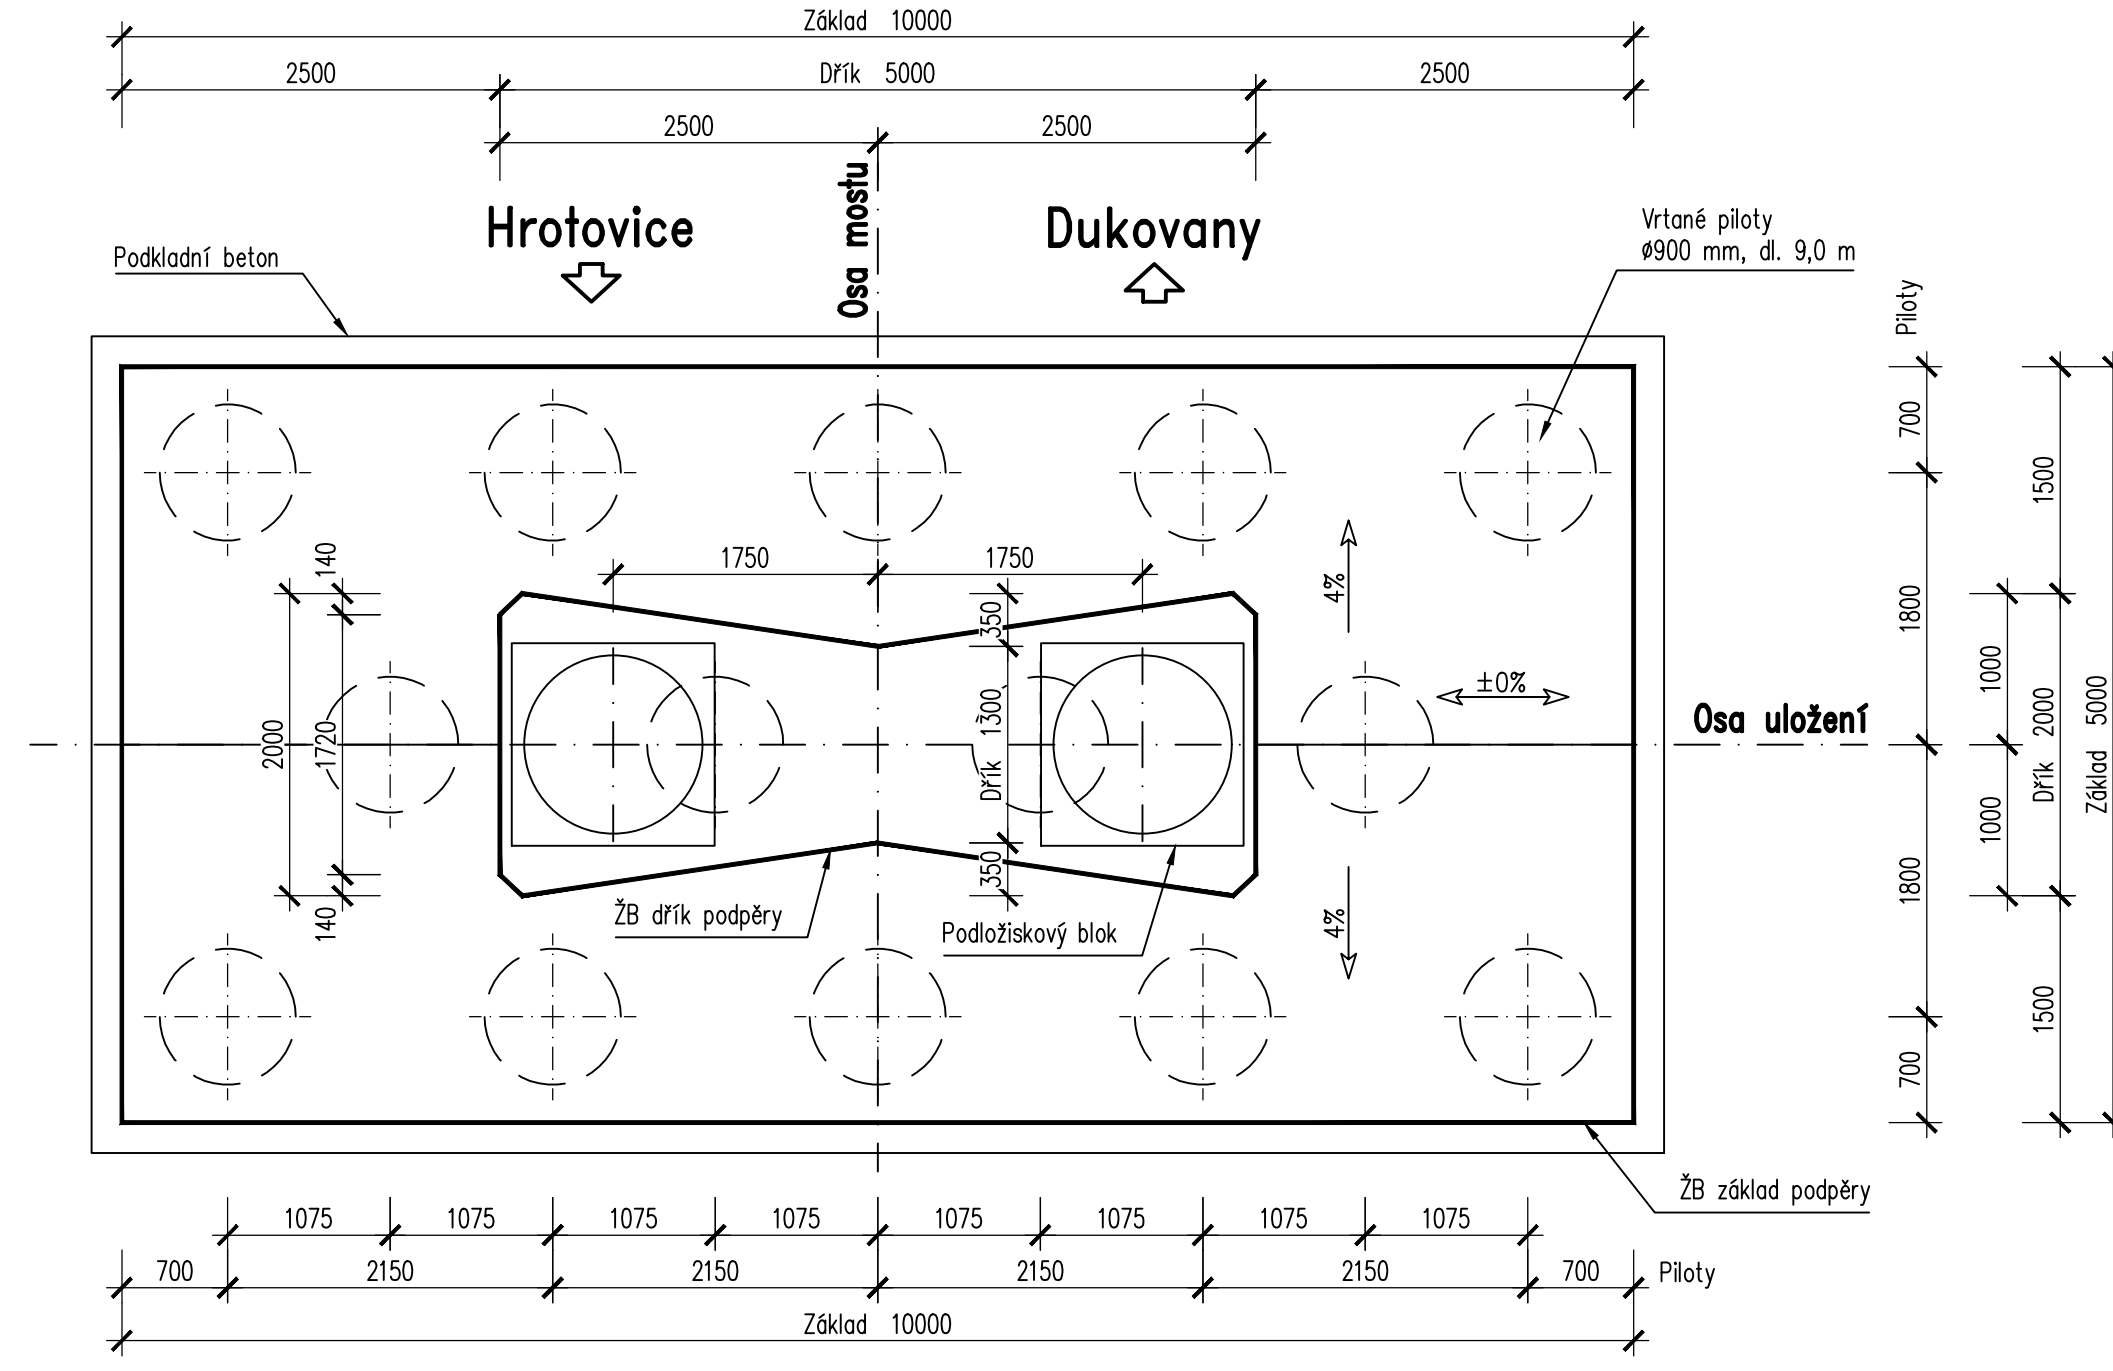 Základ 10000
2500
Dřík 5000
2500
2500
2500
Osa mostu
Hrotovice
Dukovany
Vrtané piloty
ø900 mm, dl. 9,0 m
Podkladní beton
Piloty
700
1500
140
1750
1750
4%
350
1800
1000
2000
1720
Dřík 1300
±0%
Osa uložení
Dřík 2000
Základ 5000
1000
350
140
ŽB dřík podpěry
Podložiskový blok
4%
1800
1500
700
ŽB základ podpěry
1075
1075
1075
1075
1075
1075
1075
1075
700
2150
2150
2150
2150
700
Piloty
Základ 10000